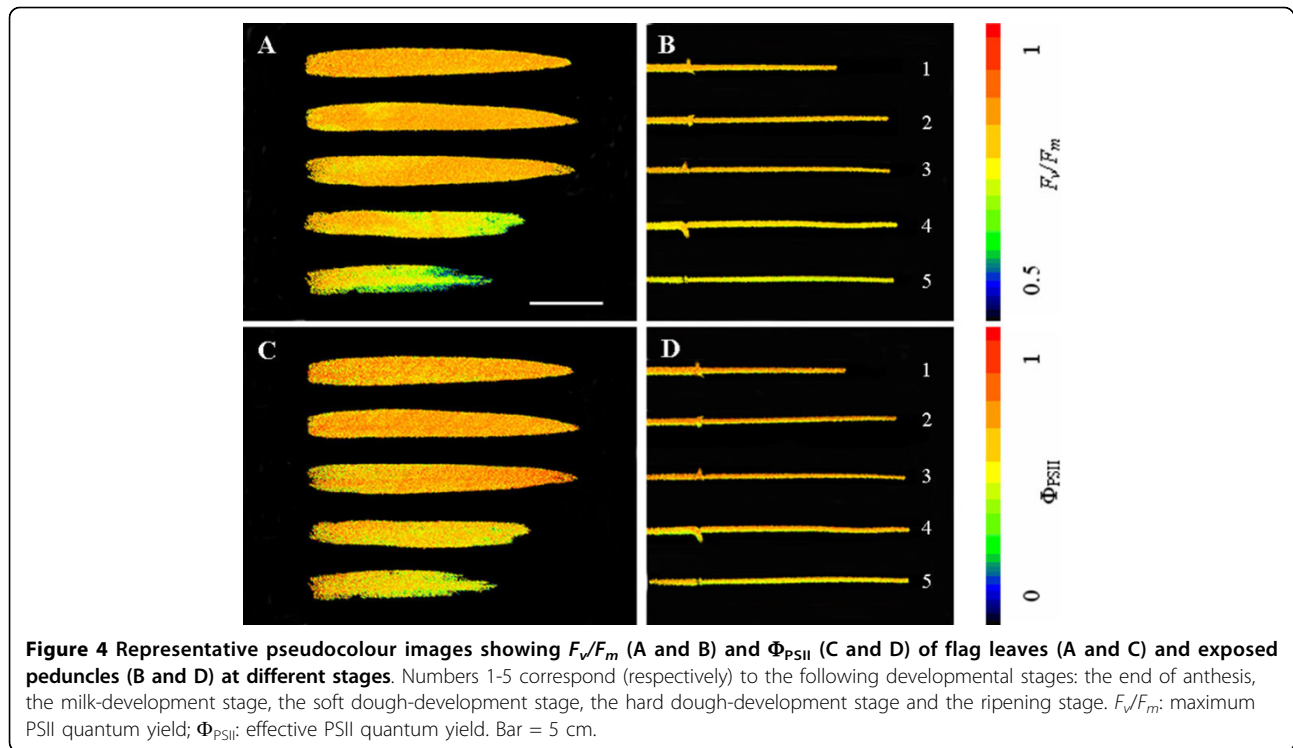 A
B
1
2
3
4
5
1
Fv/Fm
0.5
C
D
1
2
3
4
5
1
ΦPSII
0
Figure 4 Representative pseudocolour images showing Fv/Fm (A and B) and ΦPSII (C and D) of flag leaves (A and C) and exposed
peduncles (B and D) at different stages. Numbers 1-5 correspond (respectively) to the following developmental stages: the end of anthesis,
the milk-development stage, the soft dough-development stage, the hard dough-development stage and the ripening stage. Fv/Fm: maximum
PSII quantum yield; ΦPSII: effective PSII quantum yield. Bar = 5 cm.